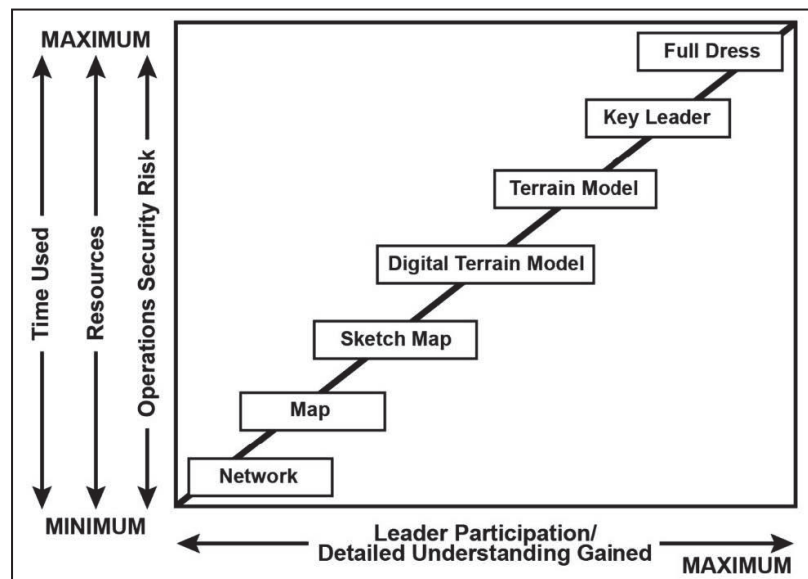 MAXIMUM
Time Used
Resources
Operations Security Risk
MINIMUM
Full Dress
Key Leader
Terrain Model
Digital Terrain Model
Sketch Map
Map
Network
Leader Participation/
Detailed Understanding Gained
MAXIMUM